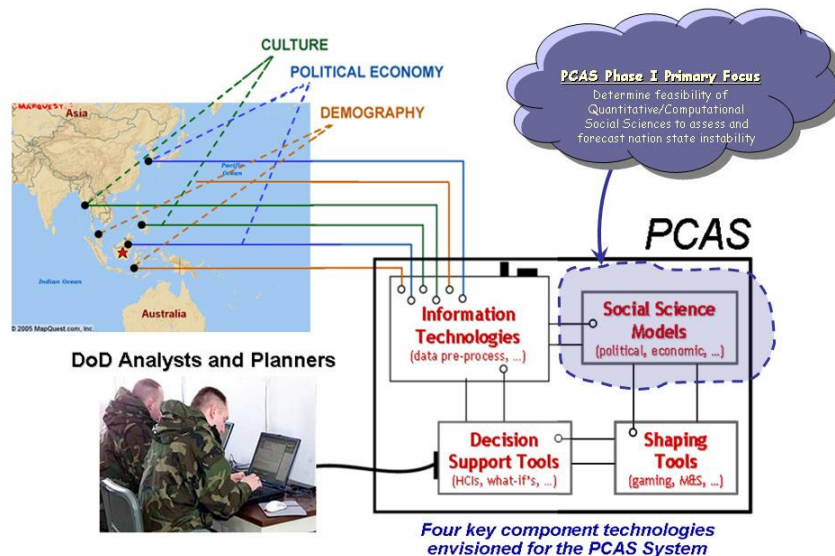 CULTURE
POLITICAL ECONOMY
DEMOGRAPHY
MAPQUEST
Asia
Pacific
Ocean
Indian Ocean
Australia
© 2005 MapQuest.com, Inc.
PCAS Phase I Primary Focus
Determine feasibility of
Quantitative/Computational
Social Sciences to assess and
forecast nation state instability
PCAS
Information
Technologies
(data pre-process, ...)
Social Science
Models
(political, economic, ...)
DoD Analysts and Planners
Decision
Support Tools
(HCIs, what-if's, ...)
Shaping
Tools
(gaming, M&S, ...)
Four key component technologies
envisioned for the PCAS System